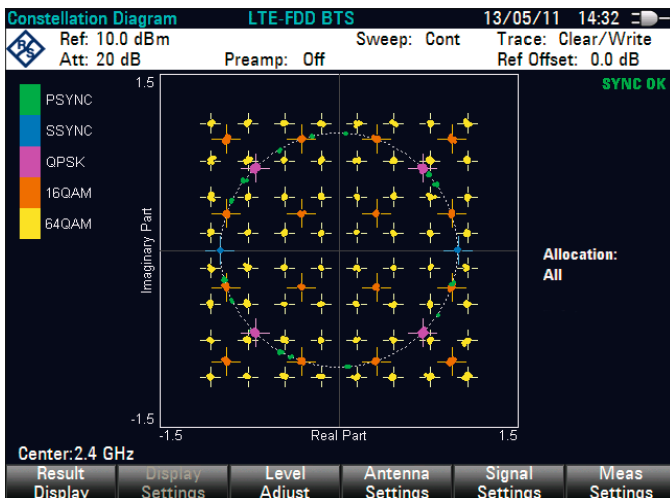 Constellation Diagram LTE-FDD BTS 13/05/11 14:32
R&S Ref: 10.0 dBm Sweep: Cont Trace: Clear/Write
Att: 20 dB Preamp: Off Ref Offset: 0.0 dB
1.5 SYNC OK
PSYNC
SSYNC
QPSK
16QAM
64QAM
Imaginary Part
Allocation:
All
-1.5
-1.5 Real Part 1.5
Center:2.4 GHz
Result Display Level Antenna Signal Meas
Display Settings Adjust Settings Settings Settings